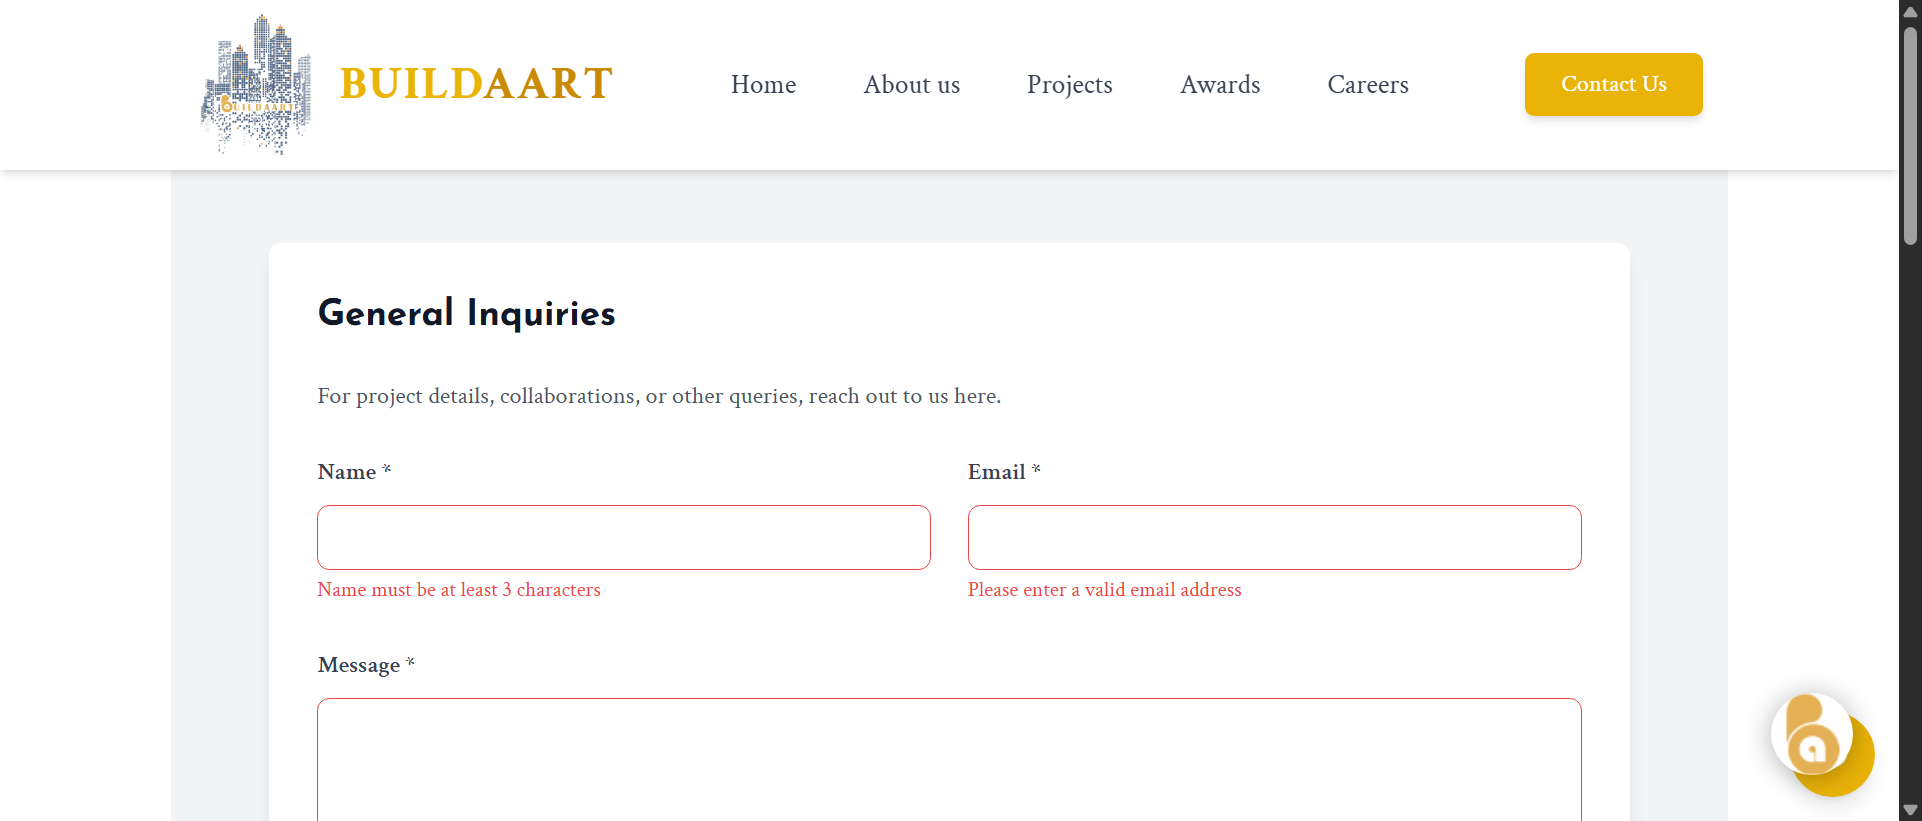 BUILDAART
BUILDAART
Home
About us
Projects
Awards
Careers
Contact Us
General Inquiries
For project details, collaborations, or other queries, reach out to us here.
Name *
Email *
Name must be at least 3 characters
Please enter a valid email address
Message *
ba